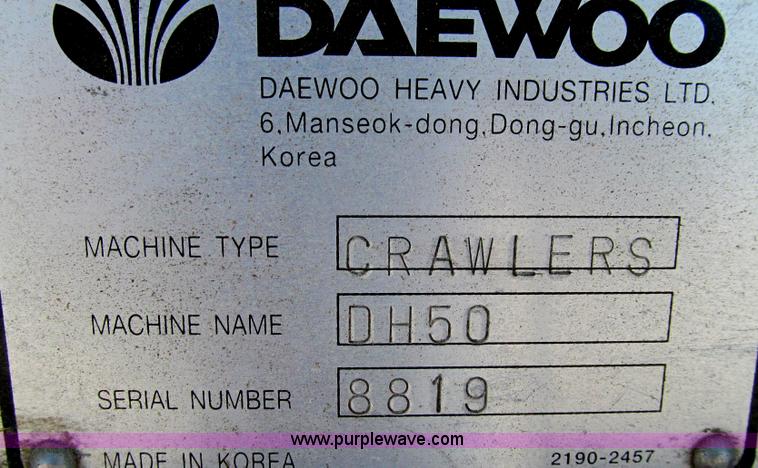 DAEWOO
DAEWOO HEAVY INDUSTRIES LTD.
6,Manseok-dong,Dong-gu,Incheon,
Korea
MACHINE TYPE CRAWLERS
MACHINE NAME DH50
SERIAL NUMBER 8819
www.purplewave.com
MADE IN KOREA 2190-2457